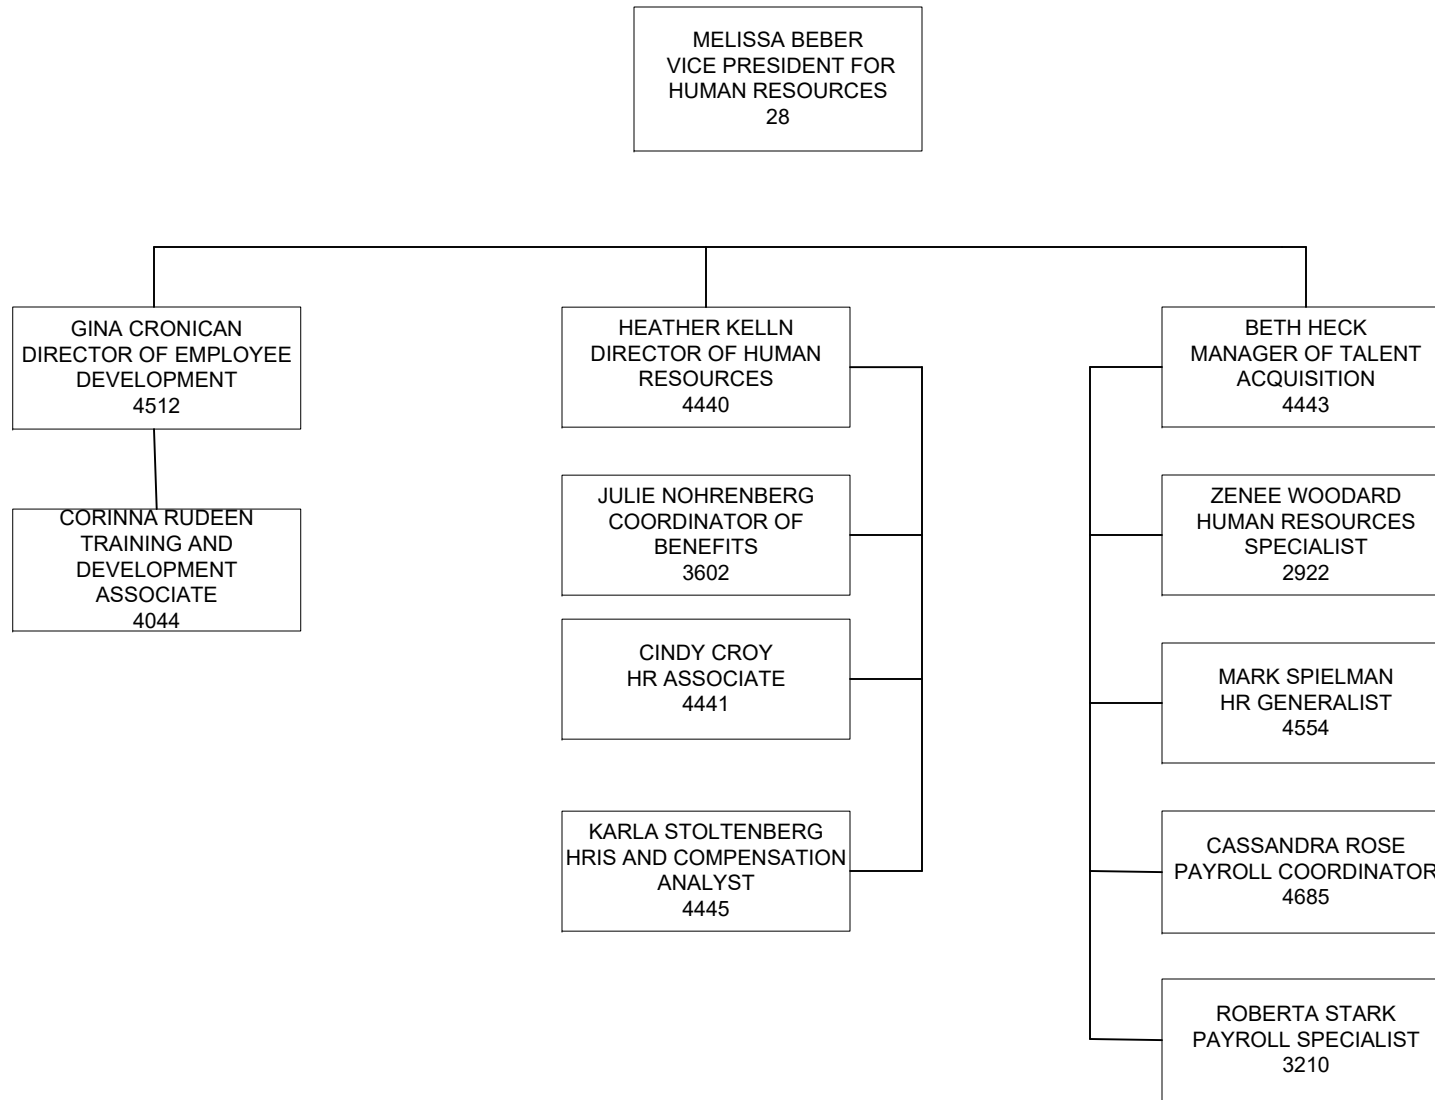 MELISSA BEBER
VICE PRESIDENT FOR
HUMAN RESOURCES
28
GINA CRONICAN
DIRECTOR OF EMPLOYEE
DEVELOPMENT
4512
CORINNA RUDEEN
TRAINING AND
DEVELOPMENT
ASSOCIATE
4044
HEATHER KELLN
DIRECTOR OF HUMAN
RESOURCES
4440
JULIE NOHRENBERG
COORDINATOR OF
BENEFITS
3602
CINDY CROY
HR ASSOCIATE
4441
KARLA STOLTENBERG
HRIS AND COMPENSATION
ANALYST
4445
BETH HECK
MANAGER OF TALENT
ACQUISITION
4443
ZENEE WOODARD
HUMAN RESOURCES
SPECIALIST
2922
MARK SPIELMAN
HR GENERALIST
4554
CASSANDRA ROSE
PAYROLL COORDINATOR
4685
ROBERTA STARK
PAYROLL SPECIALIST
3210